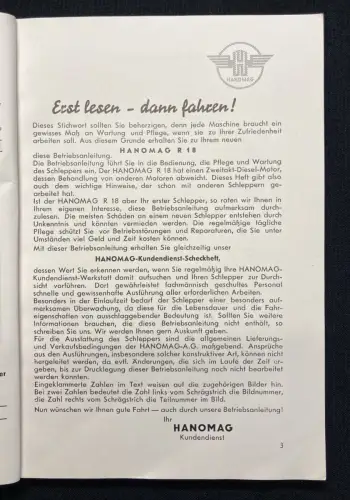 HANOMAG
Erst lesen – dann fahren!
Dieses Stichwort sollten Sie beherzigen, denn jede Maschine braucht ein
gewisses Maß an Wartung und Pflege, wenn sie zu Ihrer Zufriedenheit
arbeiten soll. Aus diesem Grunde erhalten Sie zu Ihrem neuen
HANOMAG R 18
diese Betriebsanleitung.
Die Betriebsanleitung führt Sie in die Bedienung, die Pflege und Wartung
des Schleppers ein. Der HANOMAG R 18 hat einen Zweitakt-Diesel-Motor,
dessen Behandlung von anderen Motoren abweicht. Dieses Heft gibt also
auch dem wichtige Hinweise, der schon mit anderen Schleppern ge-
arbeitet hat.
Ist der HANOMAG R 18 aber Ihr erster Schlepper, so raten wir Ihnen in
Ihrem eigenen Interesse, diese Betriebsanleitung aufmerksam durch-
zulesen. Die meisten Schäden an einem neuen Schlepper entstehen durch
Unkenntnis und könnten vermieden werden. Die regelmäßige tägliche
Pflege schützt Sie vor Betriebsstörungen und Reparaturen, die Sie unter
Umständen viel Geld und Zeit kosten können.
Mit dieser Betriebsanleitung erhalten Sie gleichzeitig unser
HANOMAG-Kundendienst-Scheckheft,
dessen Wert Sie erkennen werden, wenn Sie regelmäßig Ihre HANOMAG-
Kundendienst-Werkstatt damit aufsuchen und Ihren Schlepper zur Durch-
sicht vorführen. Dort gewährleistet fachmännisch geschultes Personal
schnelle und gewissenhafte Ausführung aller erforderlichen Arbeiten.
Besonders in der Einlaufzeit bedarf der Schlepper einer besonders auf-
merksamen Überwachung, da diese für die Lebensdauer und die Fahr-
eigenschaften von ausschlaggebender Bedeutung ist. Sollten Sie weitere
Informationen brauchen, die diese Betriebsanleitung nicht enthält, so
schreiben Sie uns. Wir werden Ihnen gern Auskunft geben.
Für die Ausstattung des Schleppers sind die allgemeinen Lieferungs-
und Verkaufsbedingungen der HANOMAG-A.G. maßgebend. Ansprüche
aus den Ausführungen, insbesondere solcher konstruktiver Art, können nicht
hergeleitet werden, da evtl. Änderungen, die sich im Laufe der Zeit er-
geben, bis zur Drucklegung dieser Betriebsanleitung noch nicht bearbeitet
werden konnten.
Eingeklammerte Zahlen im Text weisen auf die zugehörigen Bilder hin.
Bei zwei Zahlen bedeutet die Zahl links vom Schrägstrich die Bildnummer,
die Zahl rechts vom Schrägstrich die Teilnummer im Bild.
Nun wünschen wir Ihnen gute Fahrt — auch durch unsere Betriebsanleitung!
Ihr
HANOMAG
Kundendienst
3